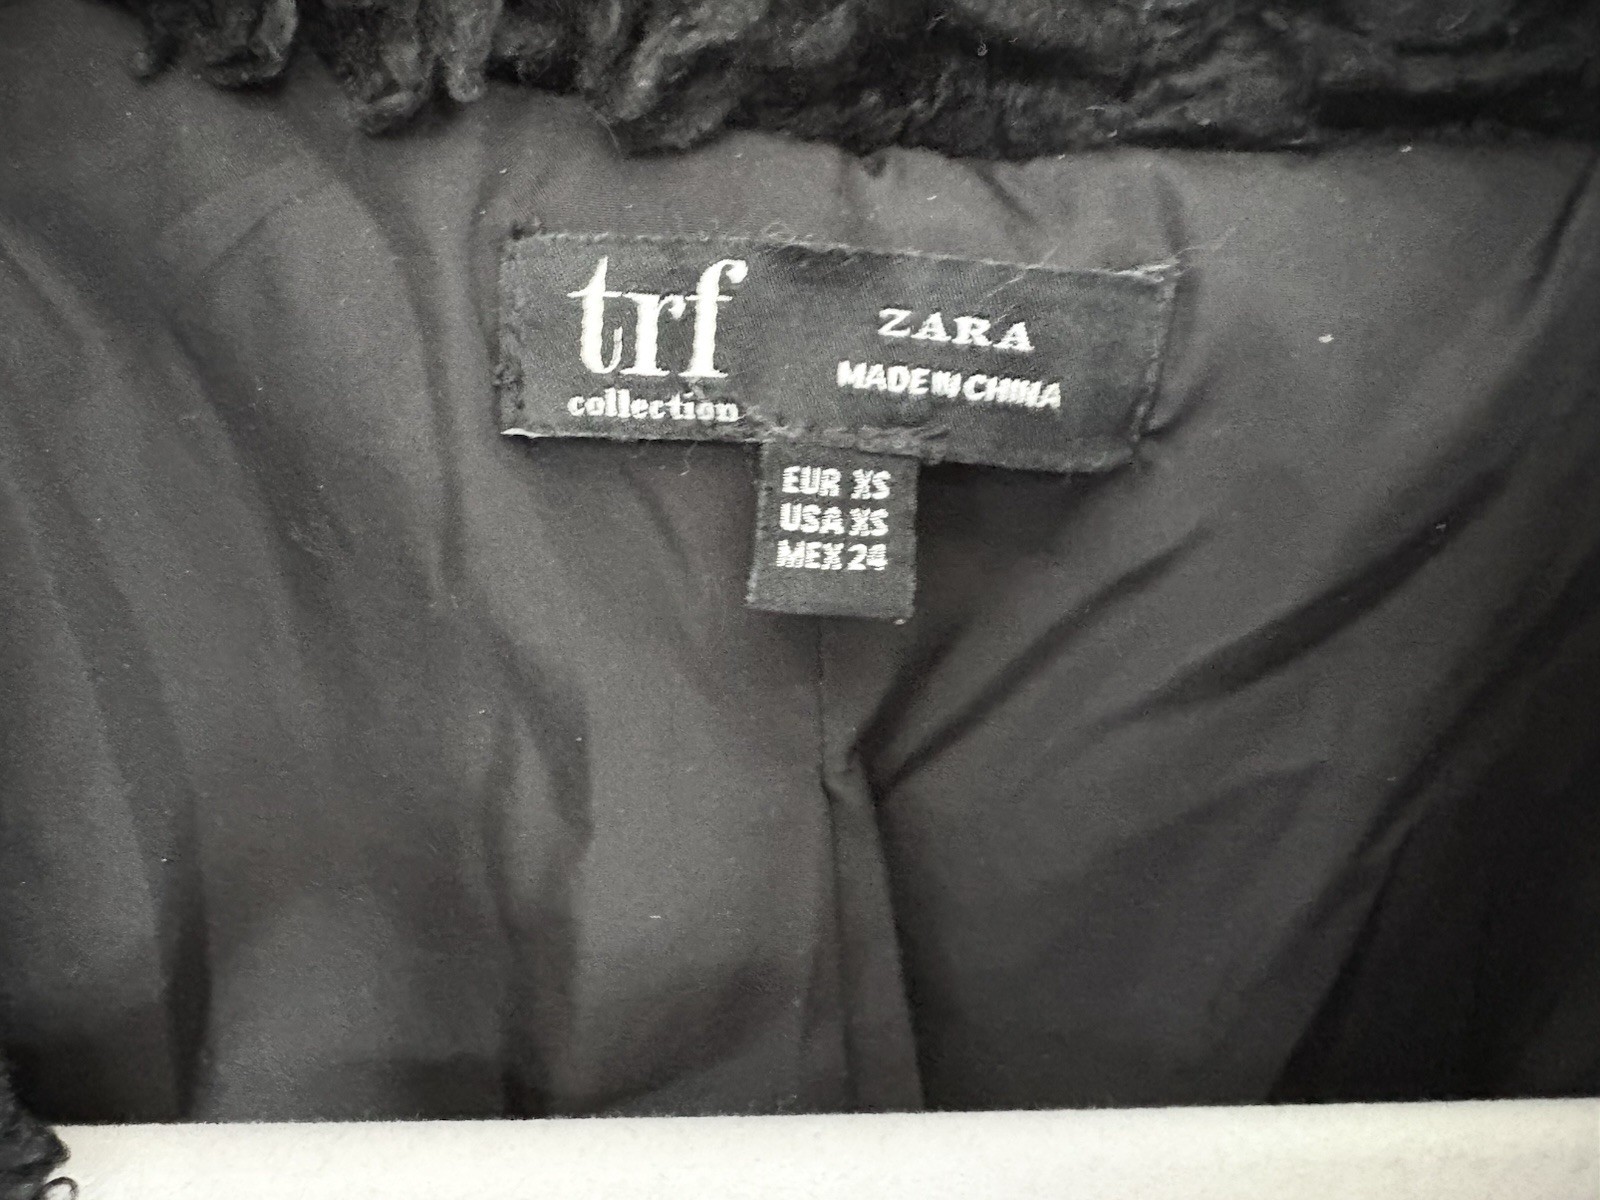 trf
collection
ZARA
MADE IN CHINA
EUR XS
USA XS
MEX 24